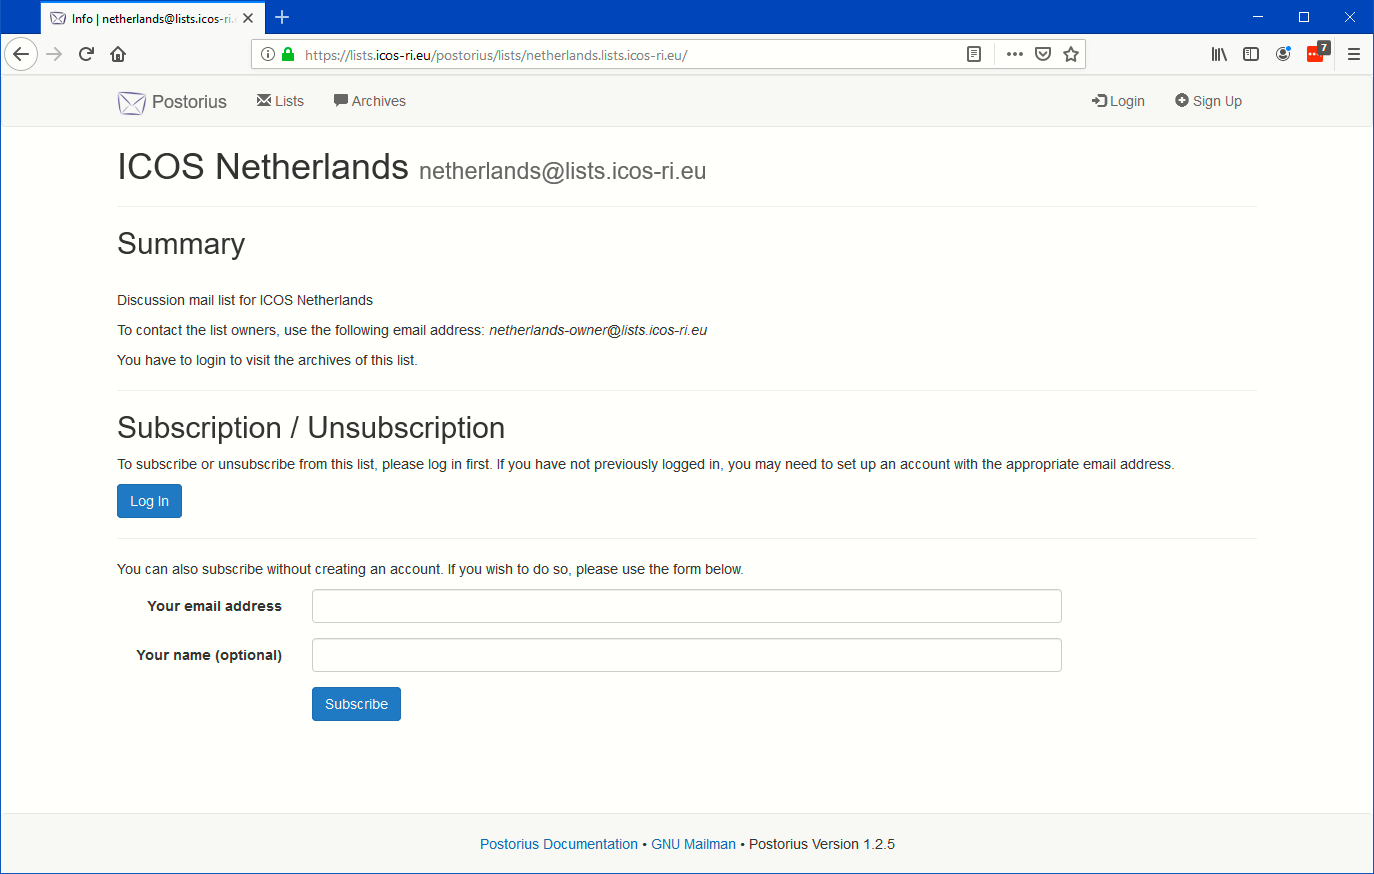 Info | netherlands@lists.icos-ri.e
https://lists.icos-ri.eu/postorius/lists/netherlands.lists.icos-ri.eu/
7
Postorius Lists Archives Login Sign Up
ICOS Netherlands netherlands@lists.icos-ri.eu
Summary
Discussion mail list for ICOS Netherlands
To contact the list owners, use the following email address: netherlands-owner@lists.icos-ri.eu
You have to login to visit the archives of this list.
Subscription / Unsubscription
To subscribe or unsubscribe from this list, please log in first. If you have not previously logged in, you may need to set up an account with the appropriate email address.
Log In
You can also subscribe without creating an account. If you wish to do so, please use the form below.
Your email address
Your name (optional)
Subscribe
Postorius Documentation • GNU Mailman • Postorius Version 1.2.5